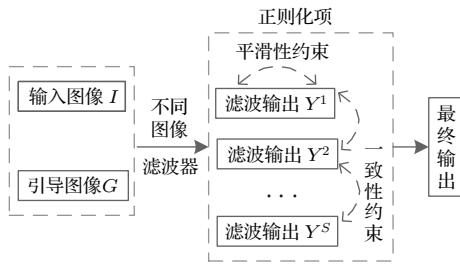 正则化项
平滑性约束
输入图像 I
不同
图像
滤波器
引导图像G
滤波输出 Y¹
滤波输出 Y²
···
滤波输出 Yˢ
一致性约束
最终输出